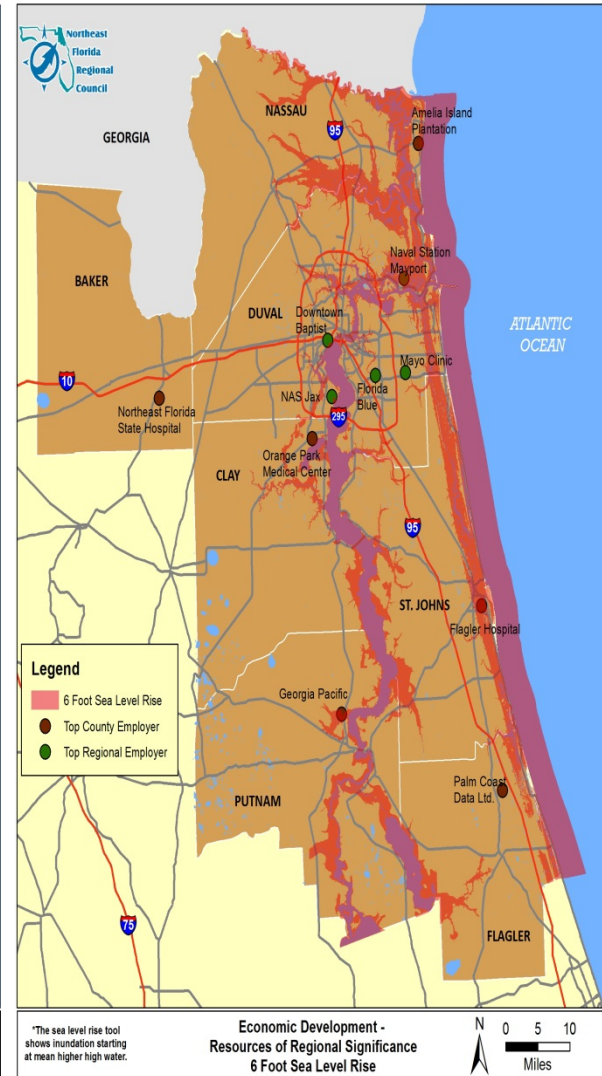 Northeast
Florida
Regional
Council
GEORGIA
NASSAU
95
Amelia Island
Plantation
BAKER
DUVAL
Naval Station
Mayport
Downtown
Baptist
ATLANTIC
OCEAN
10
Mayo Clinic
Florida
Blue
NAS Jax
Northeast Florida
State Hospital
295
Orange Park
Medical Center
CLAY
95
ST. JOHNS
Flagler Hospital
Legend
6 Foot Sea Level Rise
Top County Employer
Top Regional Employer
Georgia Pacific
Palm Coast
Data Ltd.
PUTNAM
75
FLAGLER
*The sea level rise tool
shows inundation starting
at mean higher high water.
Economic Development -
Resources of Regional Significance
6 Foot Sea Level Rise
N
0 5 10
Miles